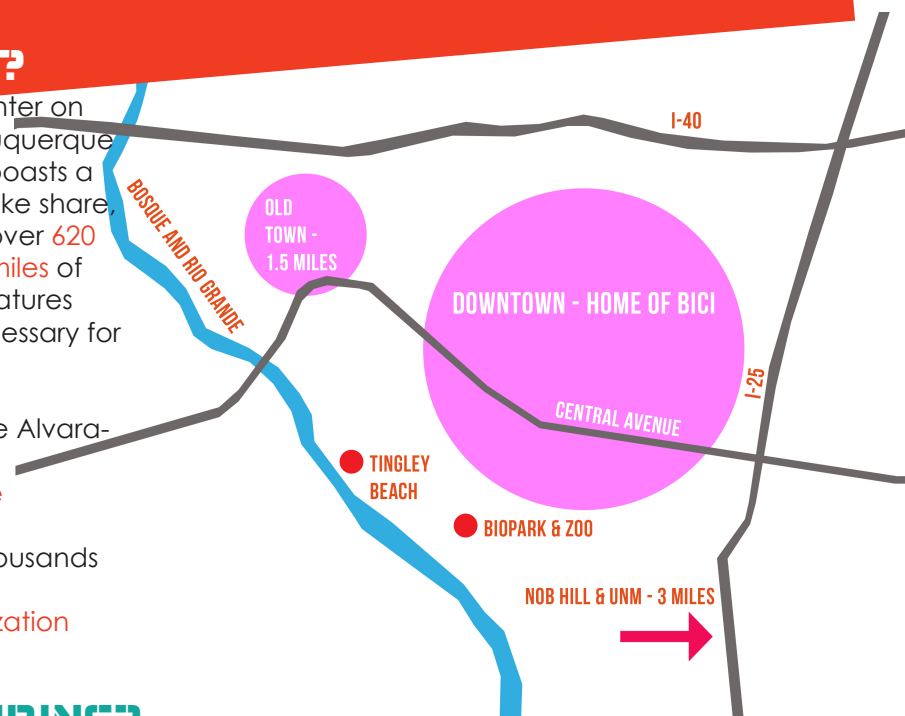 ?
nter on
uquerque
boasts a
ke share,
over 620
miles of
atures
essary for
e Alvara-
e
ousands
zation
I-40
BOSQUE AND RIO GRANDE
OLD
TOWN -
1.5 MILES
DOWNTOWN - HOME OF BICI
I-25
CENTRAL AVENUE
TINGLEY
BEACH
BIOPARK & ZOO
NOB HILL & UNM - 3 MILES